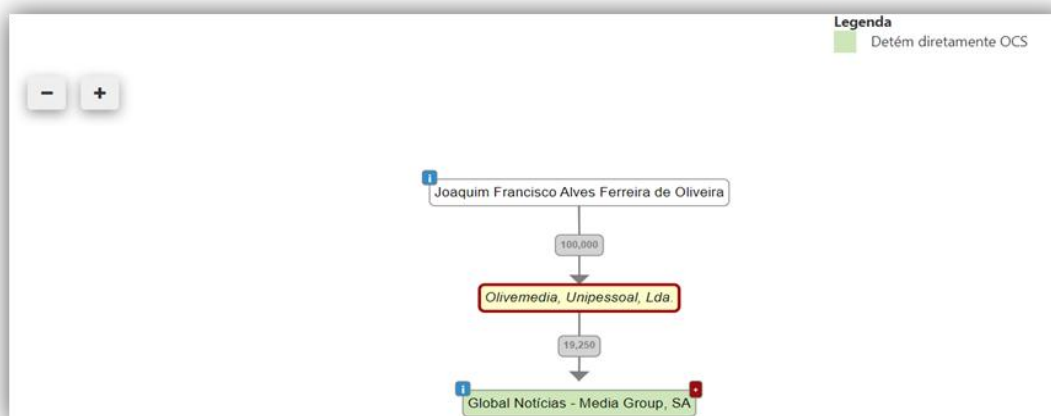 Legenda
Detém diretamente OCS
− +
Joaquim Francisco Alves Ferreira de Oliveira
100,000
Olivemedia, Unipessoal, Lda.
19,250
Global Notícias - Media Group, SA